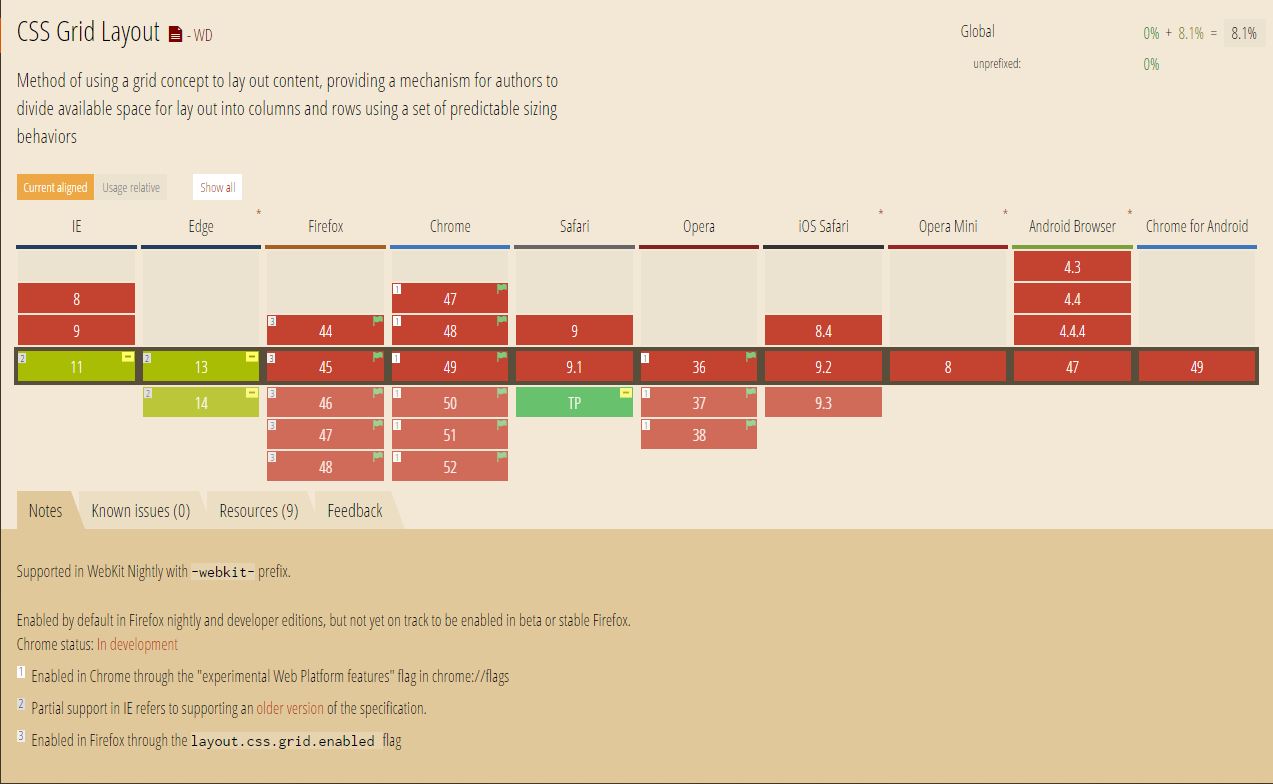 CSS Grid Layout - WD
Global 0% + 8.1% = 8.1%
unprefixed: 0%
Method of using a grid concept to lay out content, providing a mechanism for authors to
divide available space for lay out into columns and rows using a set of predictable sizing
behaviors
Current aligned Usage relative Show all
IE Edge * Firefox Chrome Safari Opera iOS Safari * Opera Mini * Android Browser * Chrome for Android
4.3
8 1 47 4.4
9 3 44 1 48 9 8.4 4.4.4
2 11 2 13 3 45 1 49 9.1 1 36 9.2 8 47 49
2 14 3 46 1 50 TP 1 37 9.3
3 47 1 51 1 38
3 48 1 52
Notes Known issues (0) Resources (9) Feedback
Supported in WebKit Nightly with -webkit- prefix.
Enabled by default in Firefox nightly and developer editions, but not yet on track to be enabled in beta or stable Firefox.
Chrome status: In development
1 Enabled in Chrome through the "experimental Web Platform features" flag in chrome://flags
2 Partial support in IE refers to supporting an older version of the specification.
3 Enabled in Firefox through the layout.css.grid.enabled flag